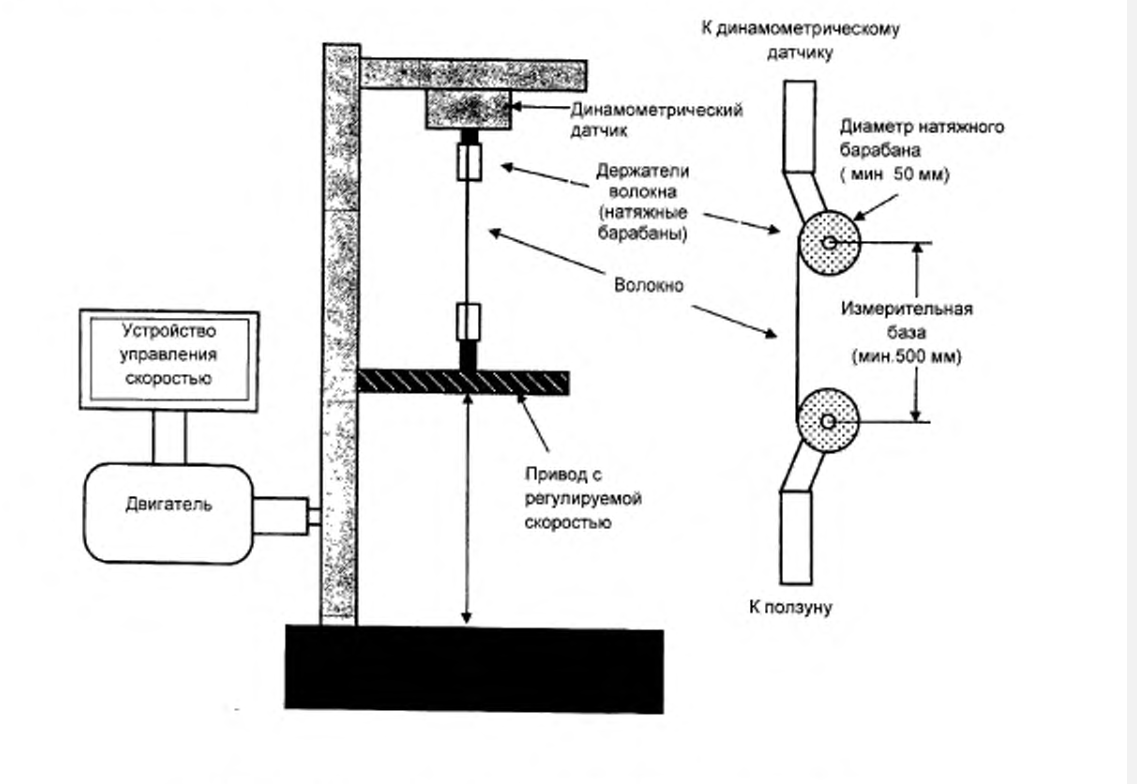 К динамометрическому
датчику
Динамометрический
датчик
Диаметр натяжного
барабана
( мин 50 мм)
Держатели
волокна
(натяжные
барабаны)
Волокно
Измерительная
база
(мин.500 мм)
Устройство
управления
скоростью
Двигатель
Привод с
регулируемой
скоростью
К ползуну